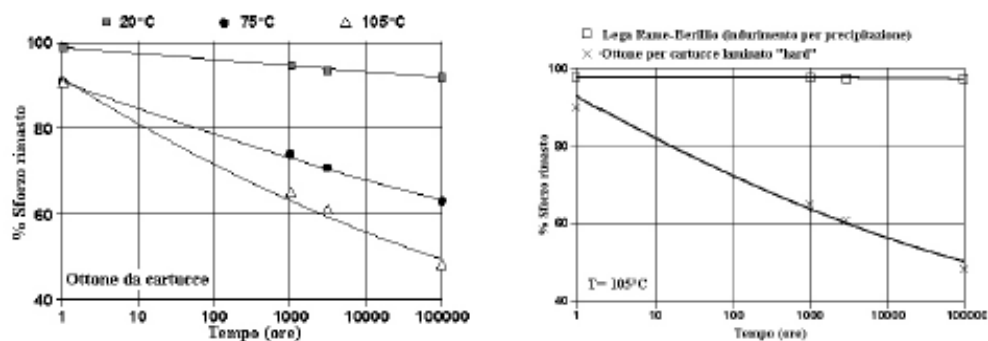 20°C 75°C 105°C
100
80
60
40
% Sforzo rimasto
Ottone da cartucce
1 10 100 1000 10000 100000
Tempo (ore)
Lega Rame-Berillio (indurimento per precipitazione)
Ottone per cartucce laminato "hard"
100
80
60
40
% Sforzo rimasto
T= 105°C
1 10 100 1000 10000 100000
Tempo (ore)